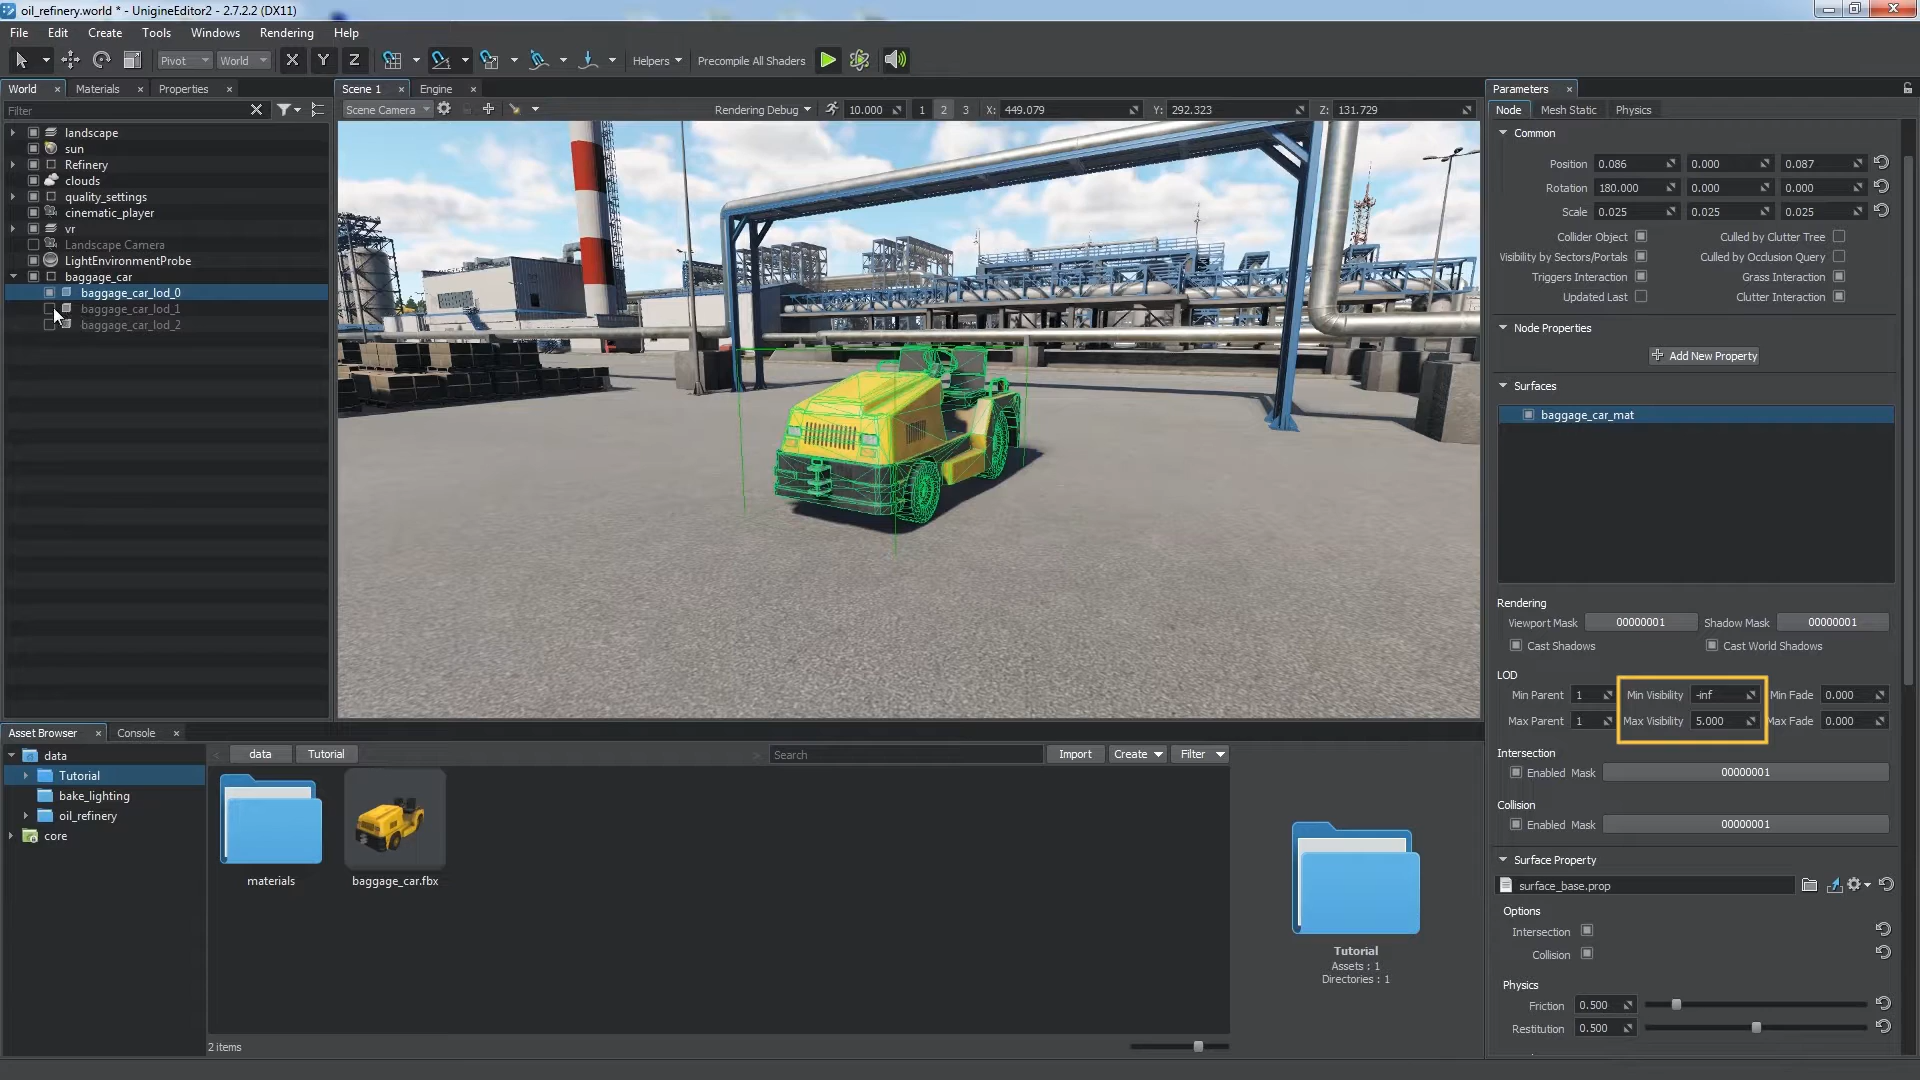 oil_refinery.world * - UnigineEditor2 - 2.7.2.2 (DX11)
File Edit Create Tools Windows Rendering Help
Pivot World X Y Z Helpers Precompile All Shaders
World Materials Properties
Filter
landscape
sun
Refinery
clouds
quality_settings
cinematic_player
vr
Landscape Camera
LightEnvironmentProbe
baggage_car
baggage_car_lod_0
baggage_car_lod_1
baggage_car_lod_2
Scene 1 Engine
Scene Camera Rendering Debug 10.000 1 2 3 X: 449.079 Y: 292.323 Z: 131.729
Parameters
Node Mesh Static Physics
Common
Position 0.086 0.000 0.087
Rotation 180.000 0.000 0.000
Scale 0.025 0.025 0.025
Collider Object Culled by Clutter Tree
Visibility by Sectors/Portals Culled by Occlusion Query
Triggers Interaction Grass Interaction
Updated Last Clutter Interaction
Node Properties
Add New Property
Surfaces
baggage_car_mat
Rendering
Viewport Mask 00000001 Shadow Mask 00000001
Cast Shadows Cast World Shadows
LOD
Min Parent 1 Min Visibility -inf Min Fade 0.000
Max Parent 1 Max Visibility 5.000 Max Fade 0.000
Intersection
Enabled Mask 00000001
Collision
Enabled Mask 00000001
Surface Property
surface_base.prop
Options
Intersection
Collision
Physics
Friction 0.500
Restitution 0.500
Asset Browser Console
data
Tutorial
bake_lighting
oil_refinery
core
data Tutorial Search Import Create Filter
materials
baggage_car.fbx
Tutorial
Assets : 1
Directories : 1
2 items